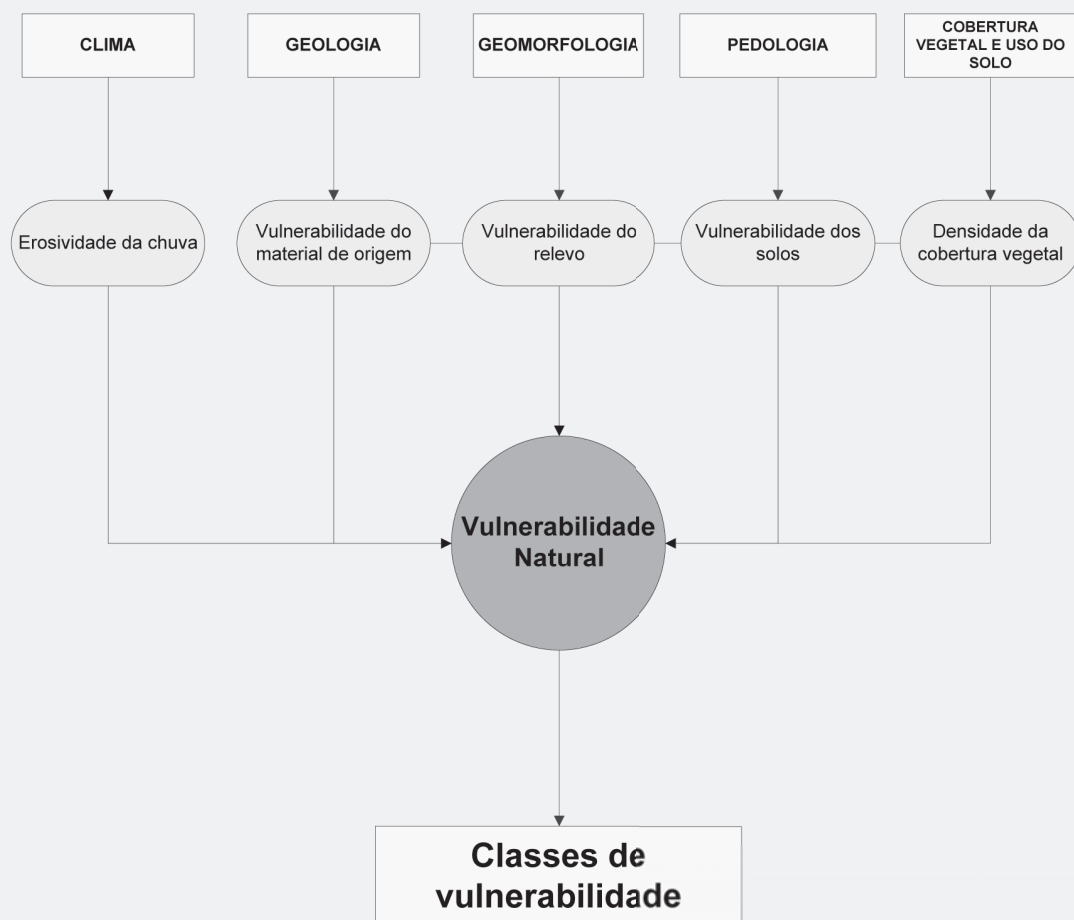 CLIMA
GEOLOGIA
GEOMORFOLOGIA
PEDOLOGIA
COBERTURA
VEGETAL E USO DO
SOLO
Erosividade da chuva
Vulnerabilidade do
material de origem
Vulnerabilidade do
relevo
Vulnerabilidade dos
solos
Densidade da
cobertura vegetal
Vulnerabilidade
Natural
Classes de
vulnerabilidade